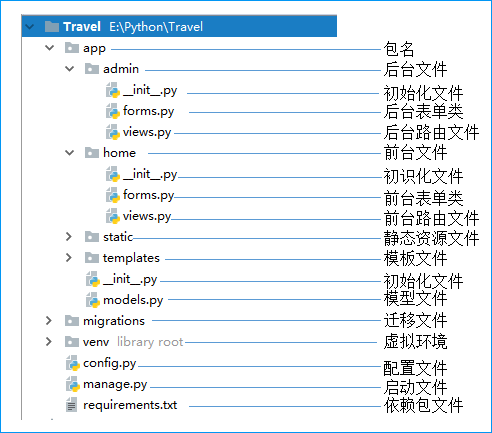 Travel E:\Python\Travel
app 包名
admin 后台文件
__init__.py 初始化文件
forms.py 后台表单类
views.py 后台路由文件
home 前台文件
__init__.py 初识化文件
forms.py 前台表单类
views.py 前台路由文件
static 静态资源文件
templates 模板文件
__init__.py 初始化文件
models.py 模型文件
migrations 迁移文件
venv library root 虚拟环境
config.py 配置文件
manage.py 启动文件
requirements.txt 依赖包文件